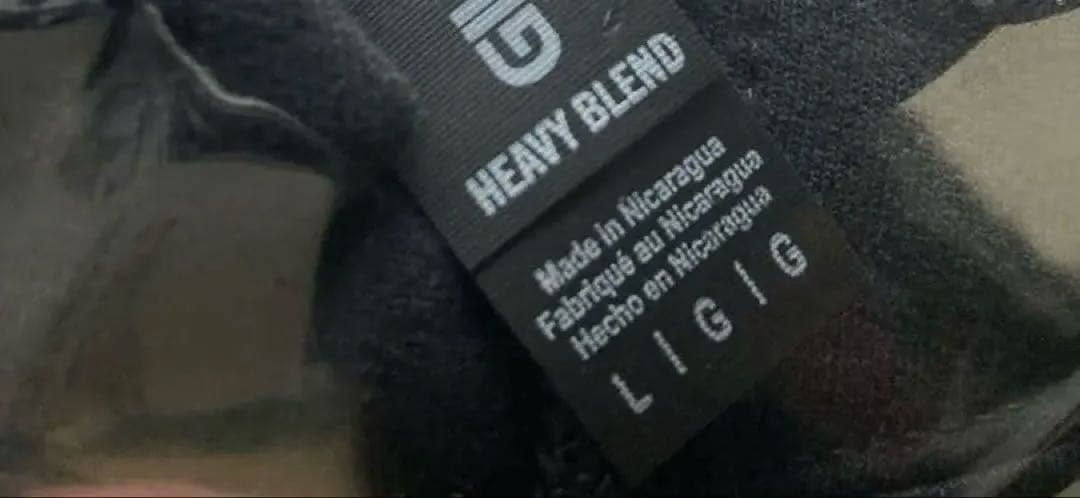 G
HEAVY BLEND
Made in Nicaragua
Fabriqué au Nicaragua
Hecho en Nicaragua
L | G | G